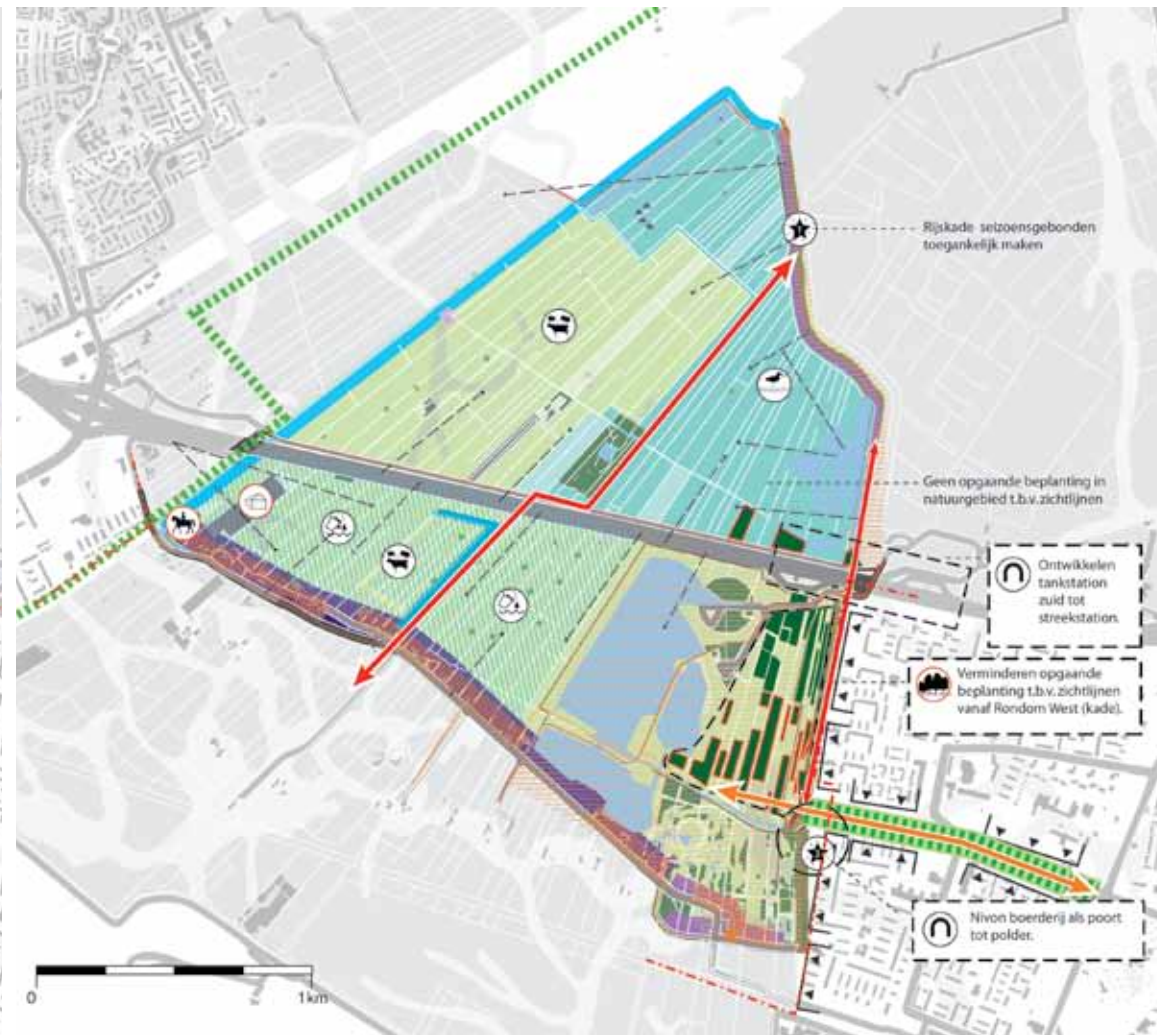 Rijskade seizoensgebonden
toegankelijk maken
Geen opgaande beplanting in
natuurgebied t.b.v. zichtlijnen
Ontwikkelen
tankstation
zuid tot
streekstation.
Verminderen opgaande
beplanting t.b.v. zichtlijnen
vanaf Rondom West (kade).
Nivon boerderij als poort
tot polder.
0
1km